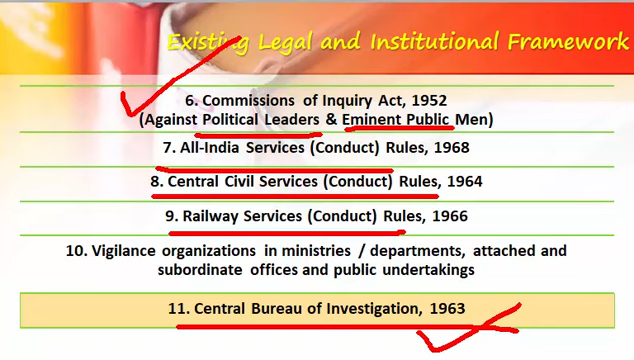 Existing Legal and Institutional Framework
6. Commissions of Inquiry Act, 1952
(Against Political Leaders & Eminent Public Men)
7. All-India Services (Conduct) Rules, 1968
8. Central Civil Services (Conduct) Rules, 1964
9. Railway Services (Conduct) Rules, 1966
10. Vigilance organizations in ministries / departments, attached and
subordinate offices and public undertakings
11. Central Bureau of Investigation, 1963